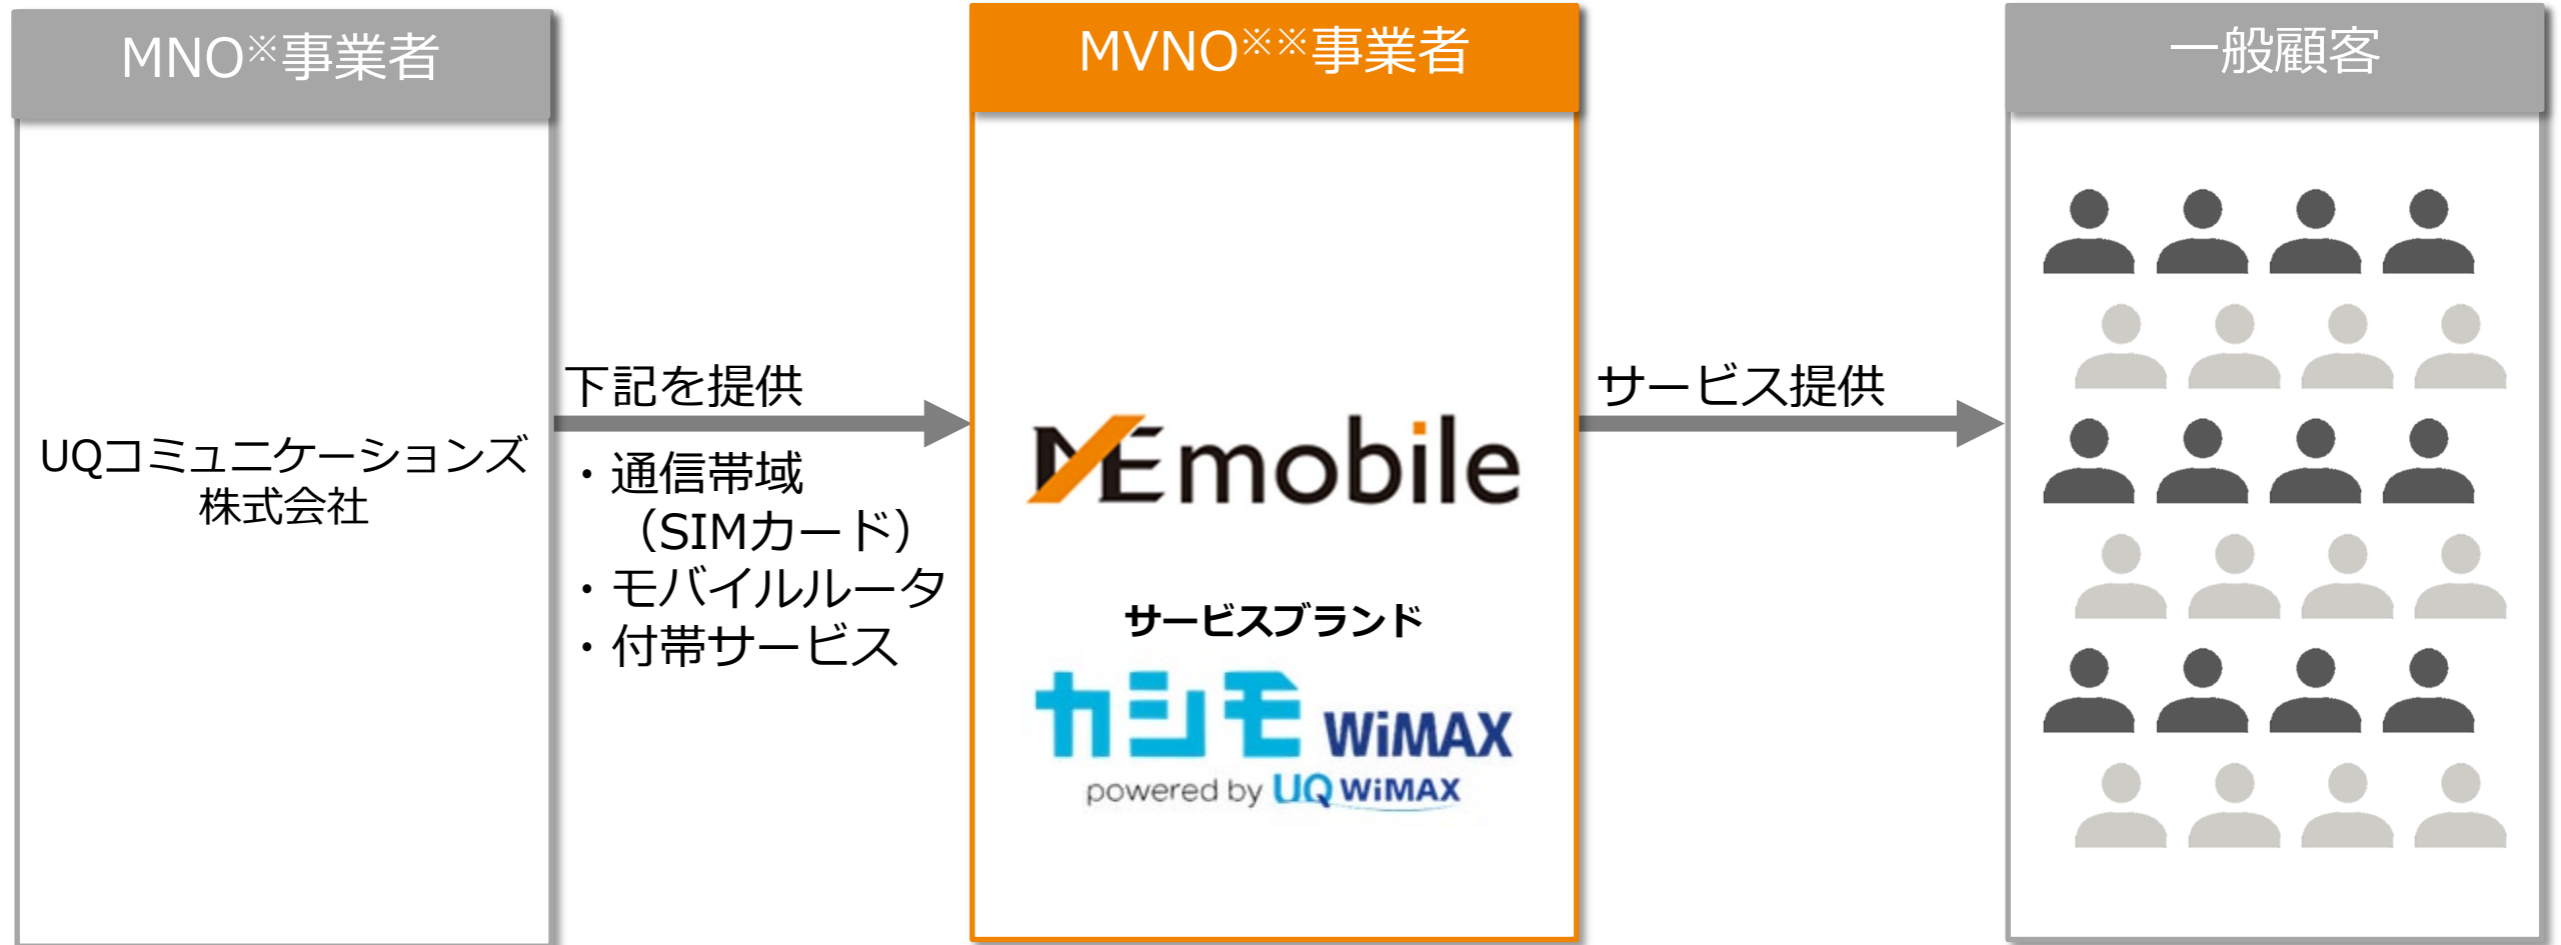 MNO※事業者
UQコミュニケーションズ
株式会社
下記を提供
・通信帯域
（SIMカード）
・モバイルルータ
・付帯サービス
MVNO※※事業者
ME mobile
サービスブランド
カシモ WiMAX
powered by UQ WiMAX
サービス提供
一般顧客